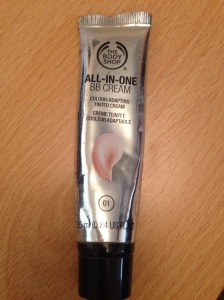 THE
BODY
SHOP
ALL-IN-ONE
BB CREAM
COLOUR-ADAPTING
TINTED CREAM
CRÈME TEINTÉE
COULEUR ADAPTABLE
01